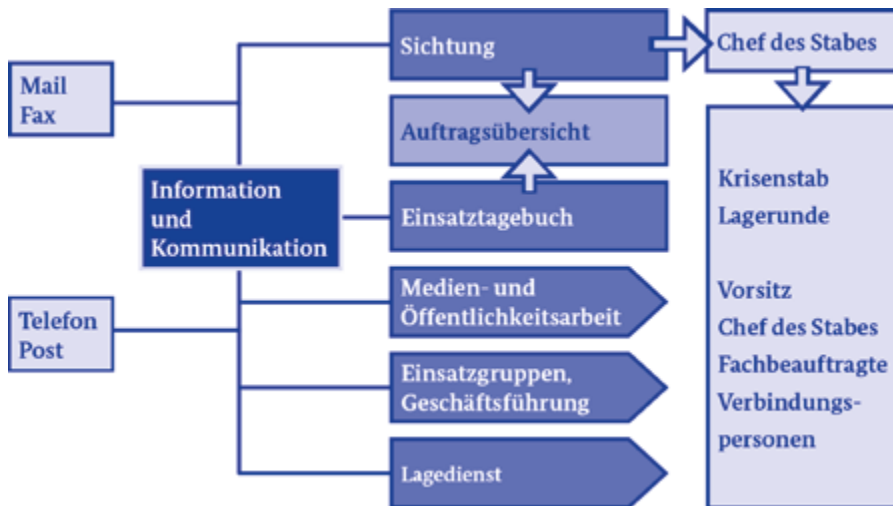 Mail
Fax
Telefon
Post
Information
und
Kommunikation
Sichtung
Auftragsübersicht
Einsatztagebuch
Medien- und
Öffentlichkeitsarbeit
Einsatzgruppen,
Geschäftsführung
Lagedienst
Chef des Stabes
Krisenstab
Lagerunde
Vorsitz
Chef des Stabes
Fachbeauftragte
Verbindungs-
personen